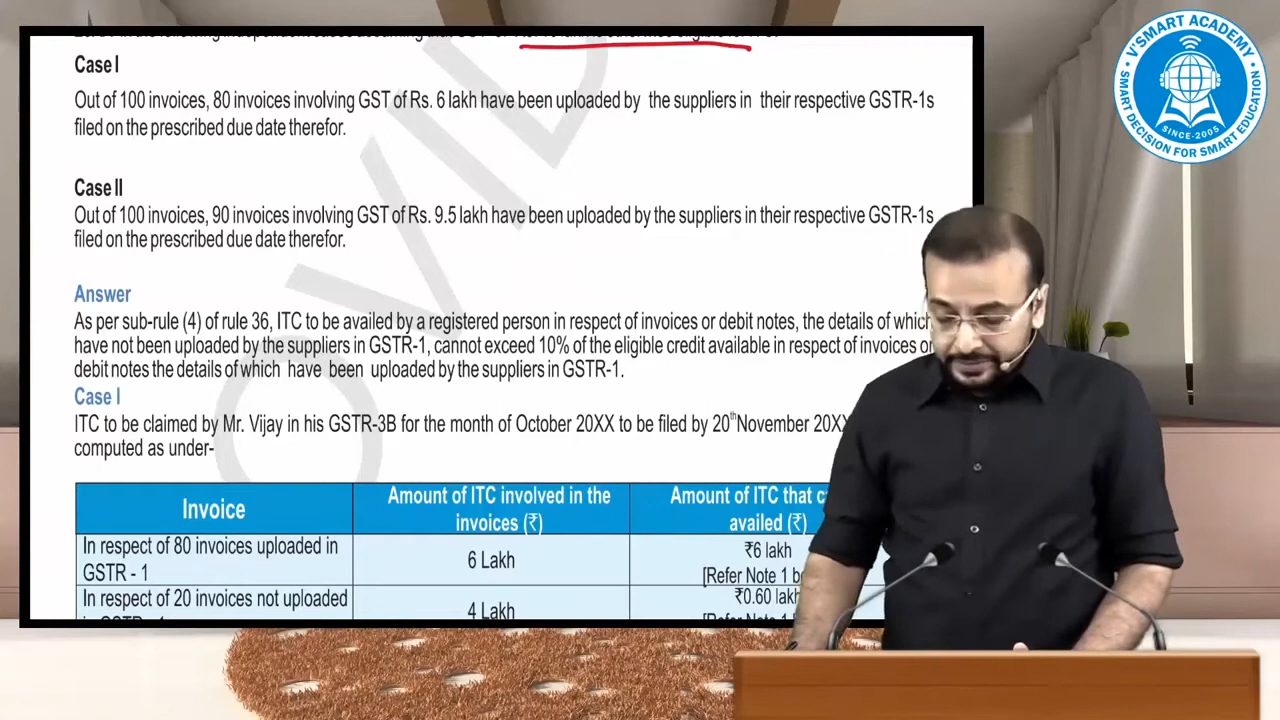 Case I
Out of 100 invoices, 80 invoices involving GST of Rs. 6 lakh have been uploaded by the suppliers in their respective GSTR-1s
filed on the prescribed due date therefor.
Case II
Out of 100 invoices, 90 invoices involving GST of Rs. 9.5 lakh have been uploaded by the suppliers in their respective GSTR-1s
filed on the prescribed due date therefor.
Answer
As per sub-rule (4) of rule 36, ITC to be availed by a registered person in respect of invoices or debit notes, the details of which
have not been uploaded by the suppliers in GSTR-1, cannot exceed 10% of the eligible credit available in respect of invoices or
debit notes the details of which have been uploaded by the suppliers in GSTR-1.
Case I
ITC to be claimed by Mr. Vijay in his GSTR-3B for the month of October 20XX to be filed by 20th November 20XX
computed as under-
Invoice
Amount of ITC involved in the
invoices (₹)
Amount of ITC that
availed (₹)
In respect of 80 invoices uploaded in
GSTR - 1
6 Lakh
₹6 lakh
[Refer Note 1
In respect of 20 invoices not uploaded
4 Lakh
₹0.60 lakh
V'SMART ACADEMY
SMART DECISION FOR SMART EDUCATION
SINCE-2005